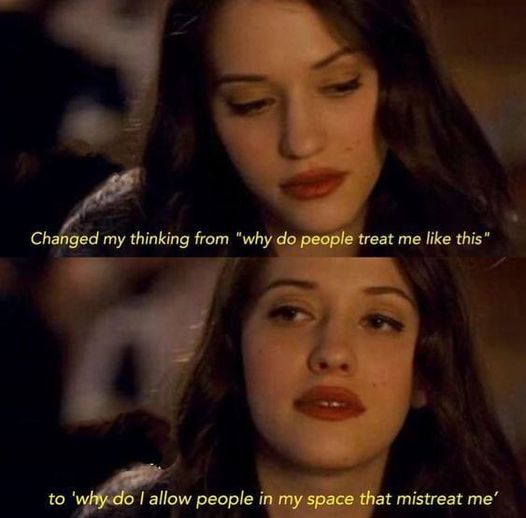 Changed my thinking from "why do people treat me like this"
to 'why do I allow people in my space that mistreat me'